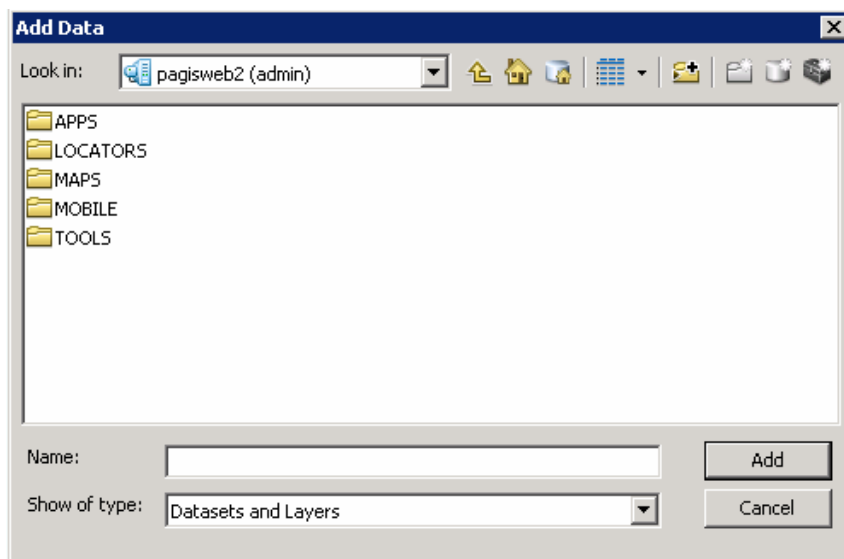 Add Data
Look in: pagisweb2 (admin)
APPS
LOCATORS
MAPS
MOBILE
TOOLS
Name: Add
Show of type: Datasets and Layers Cancel